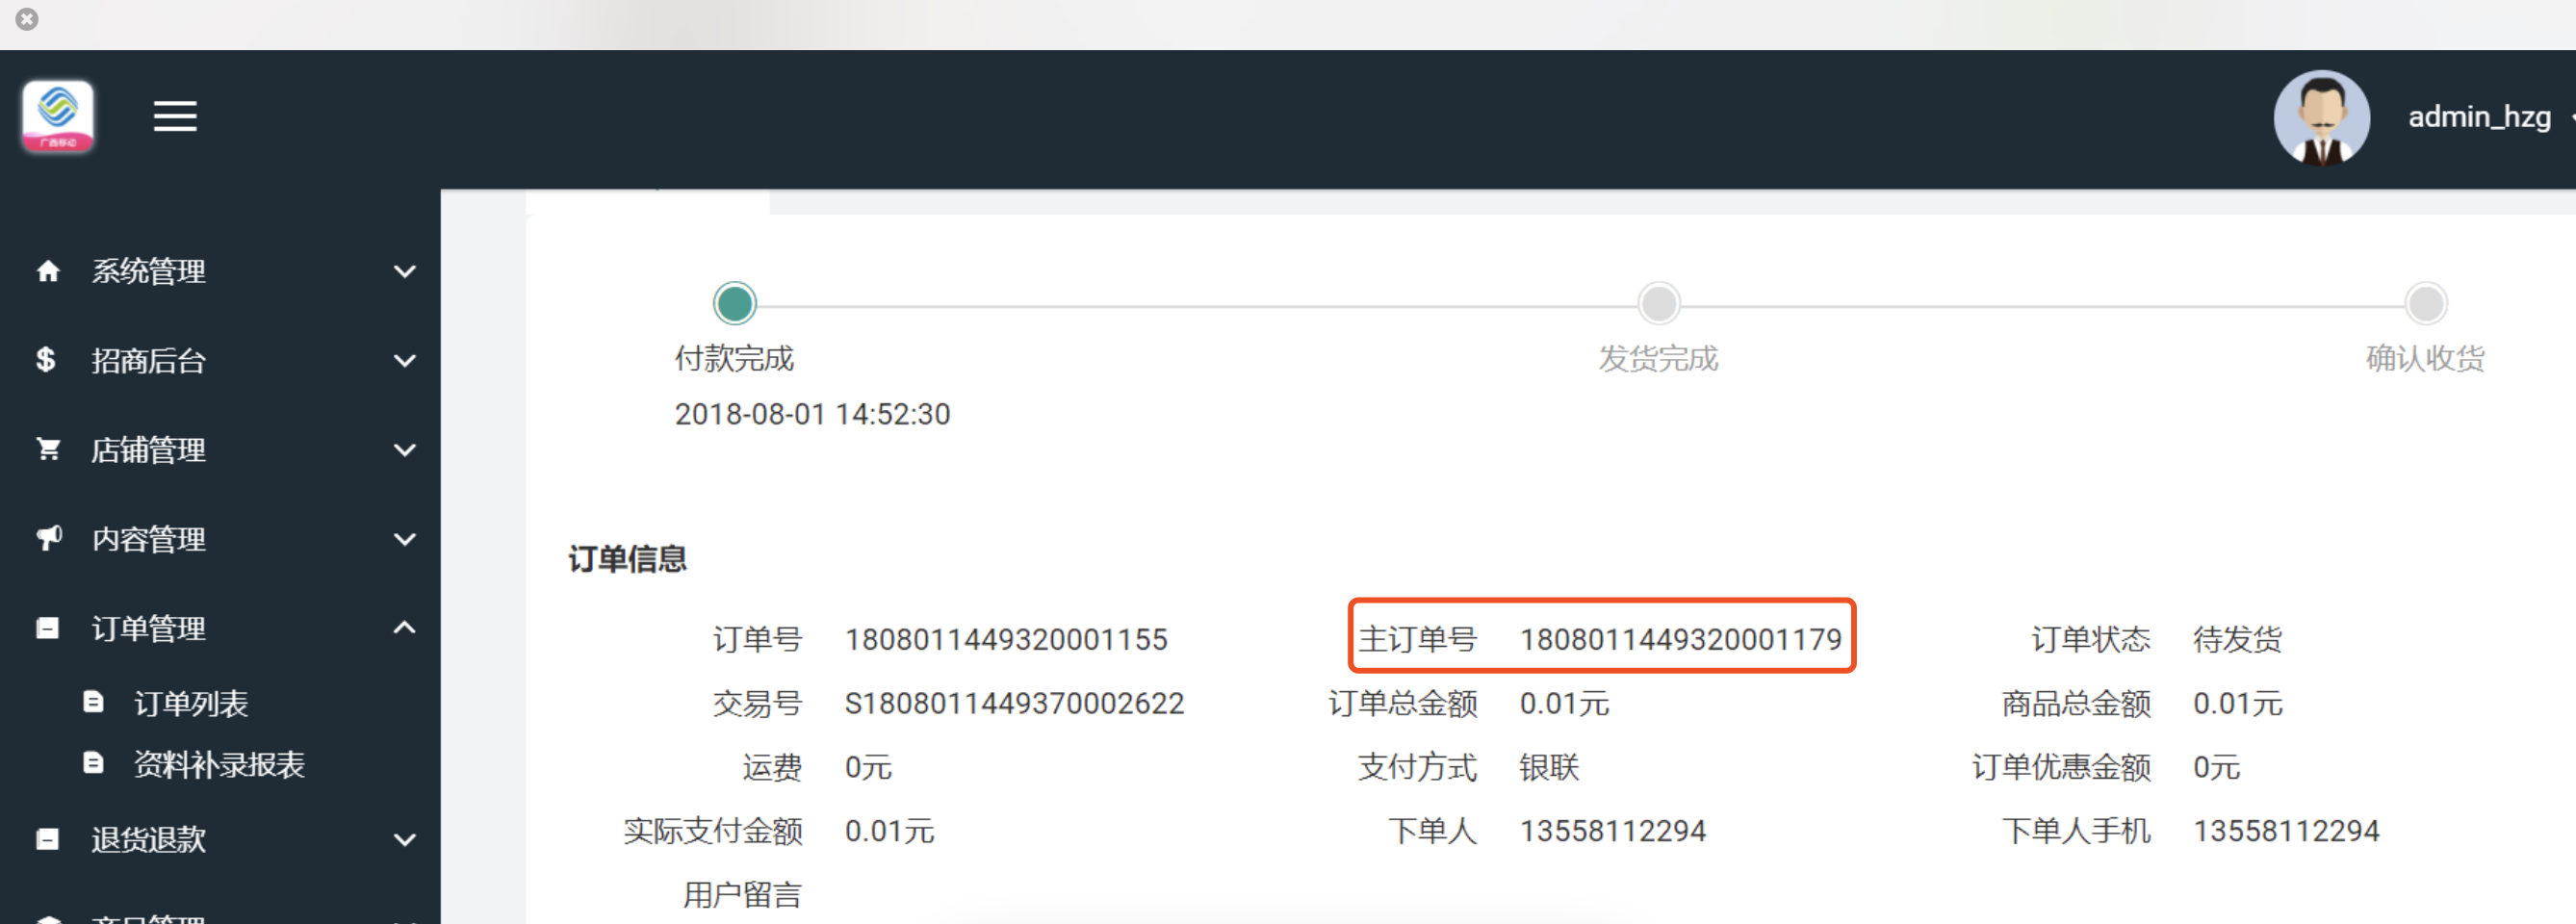 广西移动
admin_hzg
系统管理
招商后台
店铺管理
内容管理
订单管理
订单列表
资料补录报表
退货退款
付款完成
2018-08-01 14:52:30
发货完成
确认收货
订单信息
订单号 1808011449320001155 主订单号 1808011449320001179 订单状态 待发货
交易号 S1808011449370002622 订单总金额 0.01元 商品总金额 0.01元
运费 0元 支付方式 银联 订单优惠金额 0元
实际支付金额 0.01元 下单人 13558112294 下单人手机 13558112294
用户留言